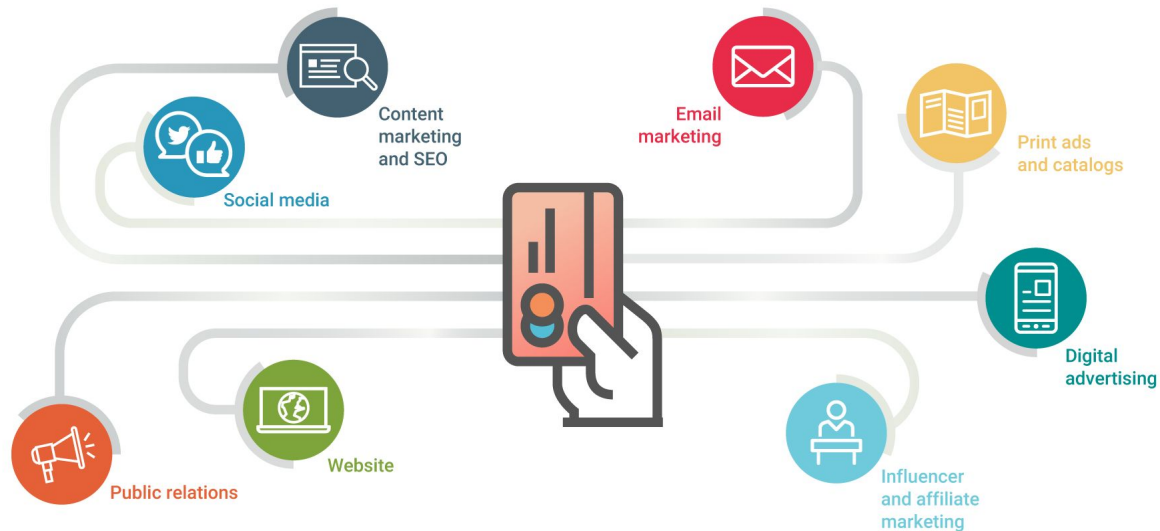 Content
marketing
and SEO
Email
marketing
Print ads
and catalogs
Social media
Digital
advertising
Website
Public relations
Influencer
and affiliate
marketing